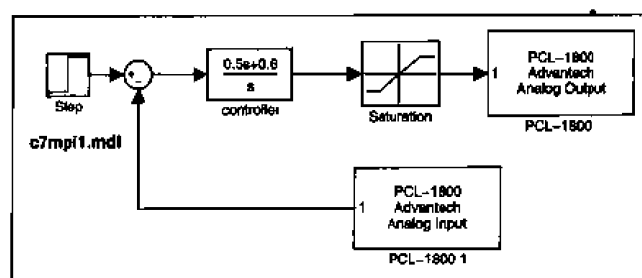 Step
c7mpi1.mdl
+
-
0.5s+0.6
s
controller
Saturation
1
PCL-1800
Advantech
Analog Output
PCL-1800
1
PCL-1800
Advantech
Analog Input
PCL-1800 1